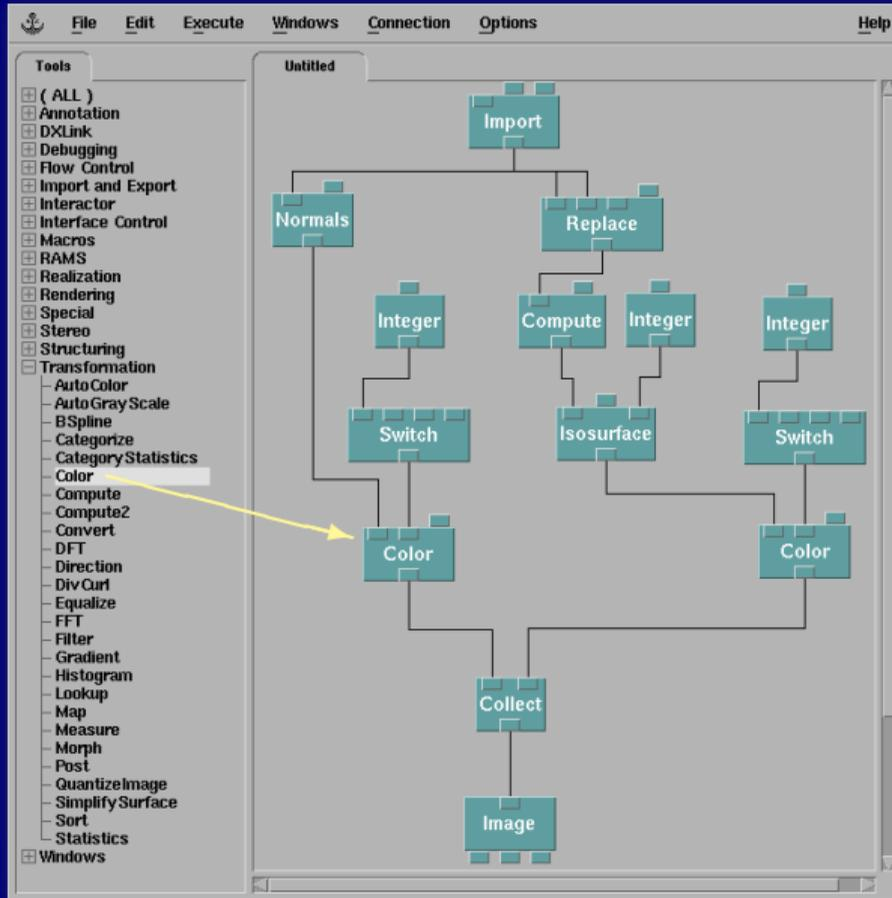 File Edit Execute Windows Connection Options Help
Tools
( ALL )
Annotation
DXLink
Debugging
Flow Control
Import and Export
Interactor
Interface Control
Macros
RAMS
Realization
Rendering
Special
Stereo
Structuring
Transformation
AutoColor
AutoGrayScale
BSpline
Categorize
CategoryStatistics
Color
Compute
Compute2
Convert
DFT
Direction
DivCurl
Equalize
FFT
Filter
Gradient
Histogram
Lookup
Map
Measure
Morph
Post
QuantizeImage
SimplifySurface
Sort
Statistics
Windows
Untitled
Import
Normals Replace
Integer Compute Integer Integer
Switch Isosurface Switch
Color Color
Collect
Image